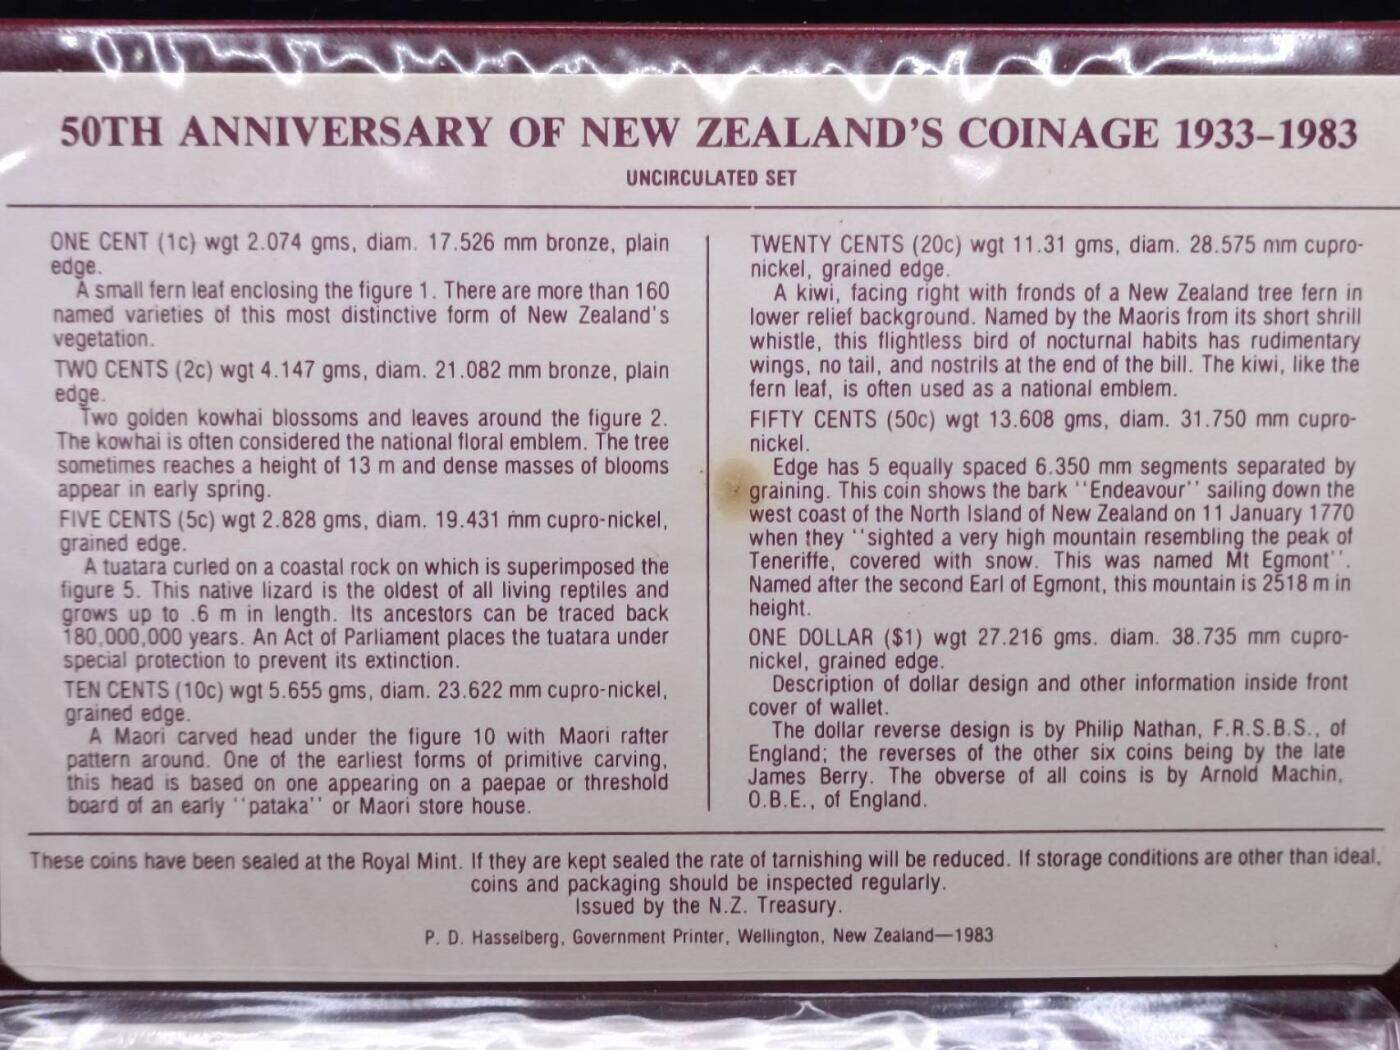 50TH ANNIVERSARY OF NEW ZEALAND'S COINAGE 1933–1983
UNCIRCULATED SET
ONE CENT (1c) wgt 2.074 gms, diam. 17.526 mm bronze, plain
edge.
A small fern leaf enclosing the figure 1. There are more than 160
named varieties of this most distinctive form of New Zealand's
vegetation.
TWO CENTS (2c) wgt 4.147 gms, diam. 21.082 mm bronze, plain
edge.
Two golden kowhai blossoms and leaves around the figure 2.
The kowhai is often considered the national floral emblem. The tree
sometimes reaches a height of 13 m and dense masses of blooms
appear in early spring.
FIVE CENTS (5c) wgt 2.828 gms, diam. 19.431 mm cupro-nickel,
grained edge.
A tuatara curled on a coastal rock on which is superimposed the
figure 5. This native lizard is the oldest of all living reptiles and
grows up to .6 m in length. Its ancestors can be traced back
180,000,000 years. An Act of Parliament places the tuatara under
special protection to prevent its extinction.
TEN CENTS (10c) wgt 5.655 gms, diam. 23.622 mm cupro-nickel,
grained edge.
A Maori carved head under the figure 10 with Maori rafter
pattern around. One of the earliest forms of primitive carving,
this head is based on one appearing on a paepae or threshold
board of an early ''pataka'' or Maori store house.
TWENTY CENTS (20c) wgt 11.31 gms, diam. 28.575 mm cupro-
nickel, grained edge.
A kiwi, facing right with fronds of a New Zealand tree fern in
lower relief background. Named by the Maoris from its short shrill
whistle, this flightless bird of nocturnal habits has rudimentary
wings, no tail, and nostrils at the end of the bill. The kiwi, like the
fern leaf, is often used as a national emblem.
FIFTY CENTS (50c) wgt 13.608 gms, diam. 31.750 mm cupro-
nickel.
Edge has 5 equally spaced 6.350 mm segments separated by
graining. This coin shows the bark ''Endeavour'' sailing down the
west coast of the North Island of New Zealand on 11 January 1770
when they ''sighted a very high mountain resembling the peak of
Teneriffe, covered with snow. This was named Mt Egmont''.
Named after the second Earl of Egmont, this mountain is 2518 m in
height.
ONE DOLLAR ($1) wgt 27.216 gms. diam. 38.735 mm cupro-
nickel, grained edge.
Description of dollar design and other information inside front
cover of wallet.
The dollar reverse design is by Philip Nathan, F.R.S.B.S., of
England; the reverses of the other six coins being by the late
James Berry. The obverse of all coins is by Arnold Machin,
O.B.E., of England.
These coins have been sealed at the Royal Mint. If they are kept sealed the rate of tarnishing will be reduced. If storage conditions are other than ideal,
coins and packaging should be inspected regularly.
Issued by the N.Z. Treasury.
P. D. Hasselberg, Government Printer, Wellington, New Zealand—1983